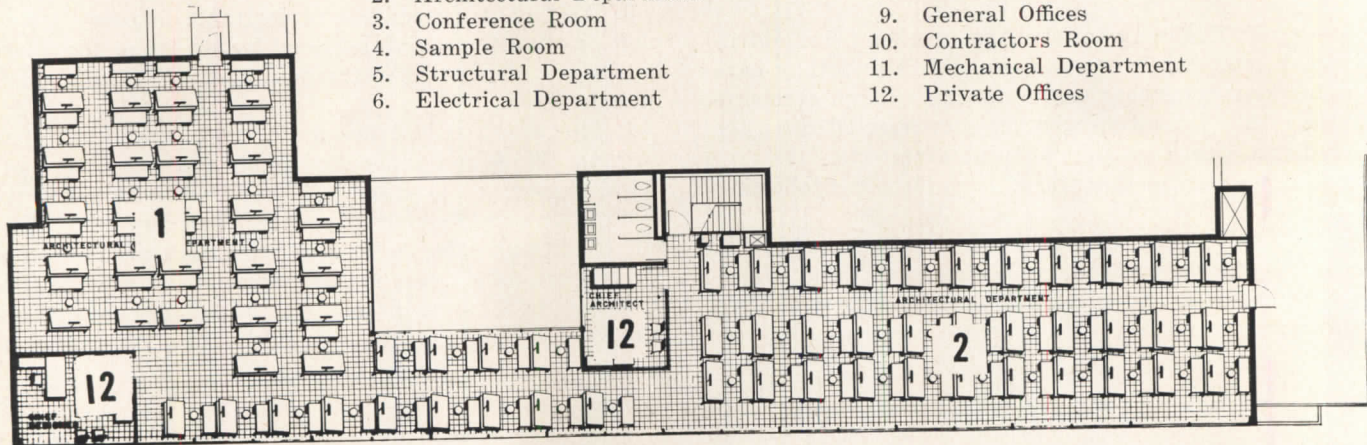 2.
3. Conference Room
4. Sample Room
5. Structural Department
6. Electrical Department
9. General Offices
10. Contractors Room
11. Mechanical Department
12. Private Offices
1
ARCHITECTURAL
CHIEF
ARCHITECT
12
ARCHITECTURAL DEPARTMENT
2
12
CHIEF
DESIGNER